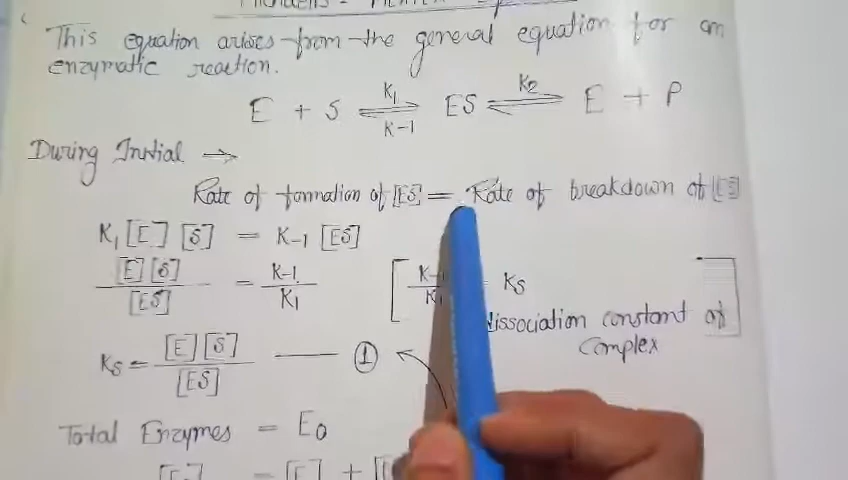 This equation arises from the general equation for an
enzymatic reaction.
E + S ⇌ ES ⇌ E + P
K1 K-1 K2
During Initial →
Rate of formation of [ES] = Rate of breakdown of [ES]
K1 [E] [S] = K-1 [ES]
[E][S] / [ES] = K-1 / K1 [ K-1 / K1 = Ks
dissociation constant of
complex ]
Ks = [E][S] / [ES] —— ①
Total Enzymes = E0
= [E] +